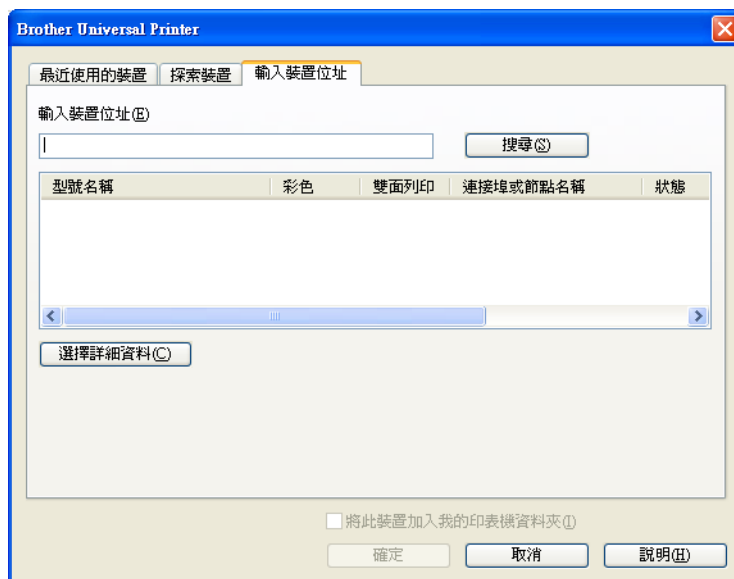 Brother Universal Printer
最近使用的裝置 探索裝置 輸入裝置位址
輸入裝置位址(E)
搜尋(S)
型號名稱 彩色 雙面列印 連接埠或節點名稱 狀態
選擇詳細資料(C)
將此裝置加入我的印表機資料夾(I)
確定 取消 說明(H)